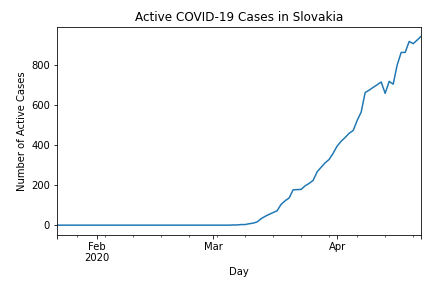 Active COVID-19 Cases in Slovakia
Number of Active Cases
800
600
400
200
0
Feb
2020
Mar
Apr
Day